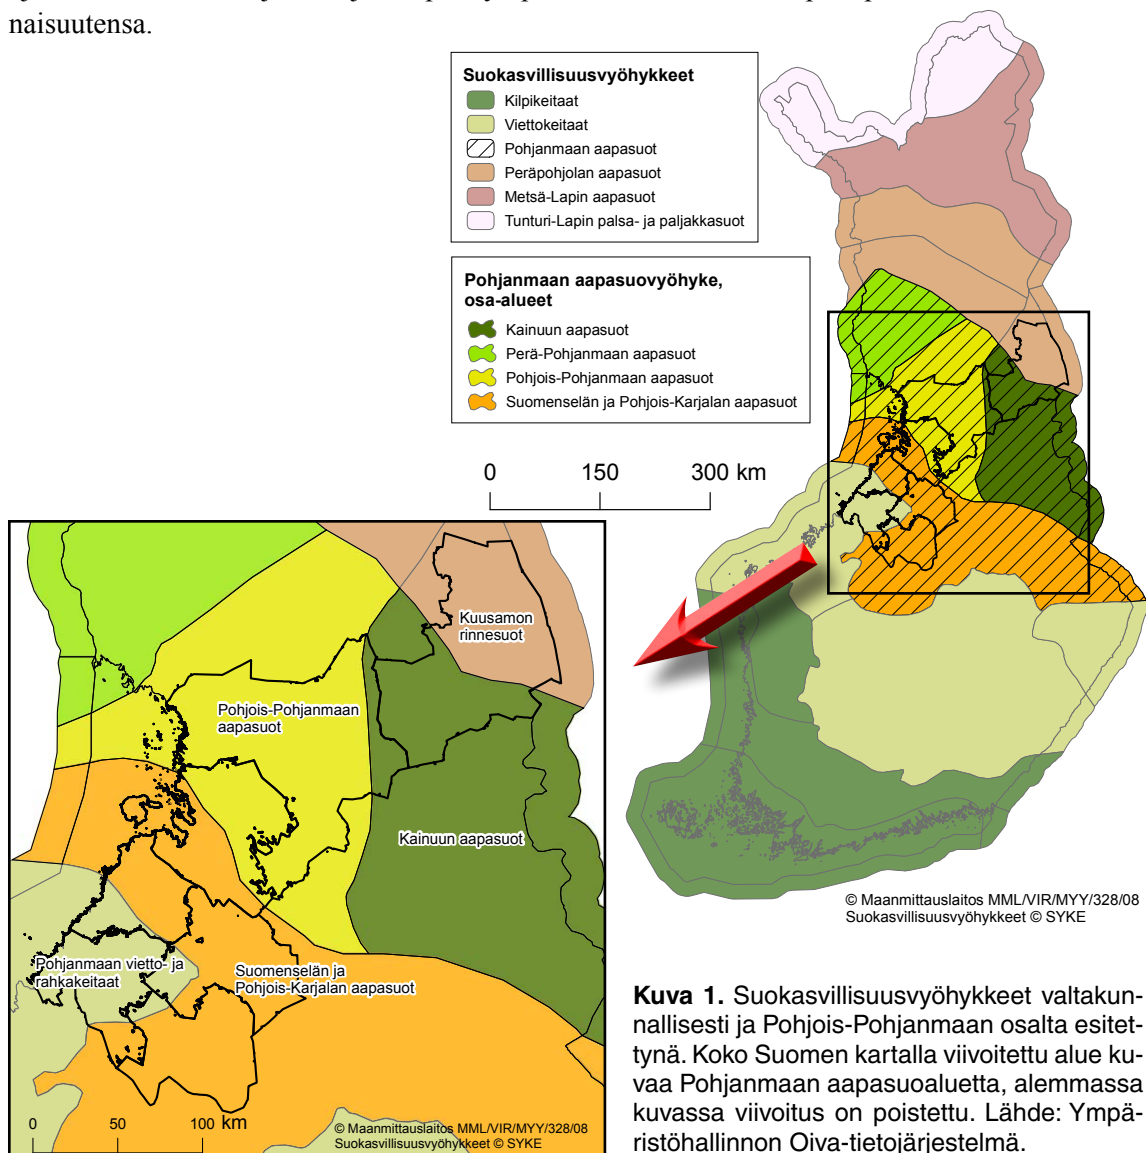 naisuutensa.
Suokasvillisuusvyöhykkeet
Kilpikeitaat
Viettokeitaat
Pohjanmaan aapasuot
Peräpohjolan aapasuot
Metsä-Lapin aapasuot
Tunturi-Lapin palsa- ja paljakkasuot
Pohjanmaan aapasuovyöhyke,
osa-alueet
Kainuun aapasuot
Perä-Pohjanmaan aapasuot
Pohjois-Pohjanmaan aapasuot
Suomenselän ja Pohjois-Karjalan aapasuot
0 150 300 km
Kuusamon
rinnesuot
Pohjois-Pohjanmaan
aapasuot
Kainuun aapasuot
Pohjanmaan vietto- ja
rahkakeitaat
Suomenselän ja
Pohjois-Karjalan aapasuot
0 50 100 km
© Maanmittauslaitos MML/VIR/MYY/328/08
Suokasvillisuusvyöhykkeet © SYKE
© Maanmittauslaitos MML/VIR/MYY/328/08
Suokasvillisuusvyöhykkeet © SYKE
Kuva 1. Suokasvillisuusvyöhykkeet valtakun-
nallisesti ja Pohjois-Pohjanmaan osalta esitet-
tynä. Koko Suomen kartalla viivoitettu alue ku-
vaa Pohjanmaan aapasuoaluetta, alemmassa
kuvassa viivoitus on poistettu. Lähde: Ympä-
ristöhallinnon Oiva-tietojärjestelmä.